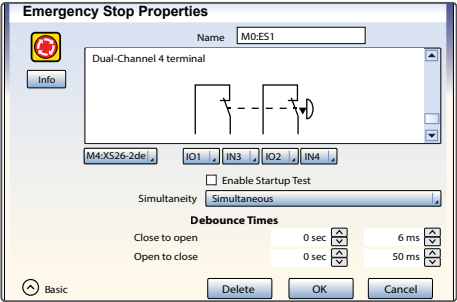 Emergency Stop Properties
Name M0:ES1
Info
Dual-Channel 4 terminal
M4:XS26-2de IO1 IN3 IO2 IN4
Enable Startup Test
Simultaneity Simultaneous
Debounce Times
Close to open 0 sec 6 ms
Open to close 0 sec 50 ms
Basic Delete OK Cancel